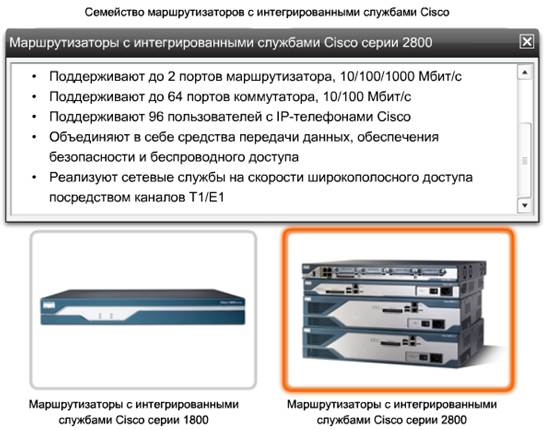 Семейство маршрутизаторов с интегрированными службами Cisco
Маршрутизаторы с интегрированными службами Cisco серии 2800
• Поддерживают до 2 портов маршрутизатора, 10/100/1000 Мбит/с
• Поддерживают до 64 портов коммутатора, 10/100 Мбит/с
• Поддерживают 96 пользователей с IP-телефонами Cisco
• Объединяют в себе средства передачи данных, обеспечения
безопасности и беспроводного доступа
• Реализуют сетевые службы на скорости широкополосного доступа
посредством каналов T1/E1
Маршрутизаторы с интегрированными
службами Cisco серии 1800
Маршрутизаторы с интегрированными
службами Cisco серии 2800